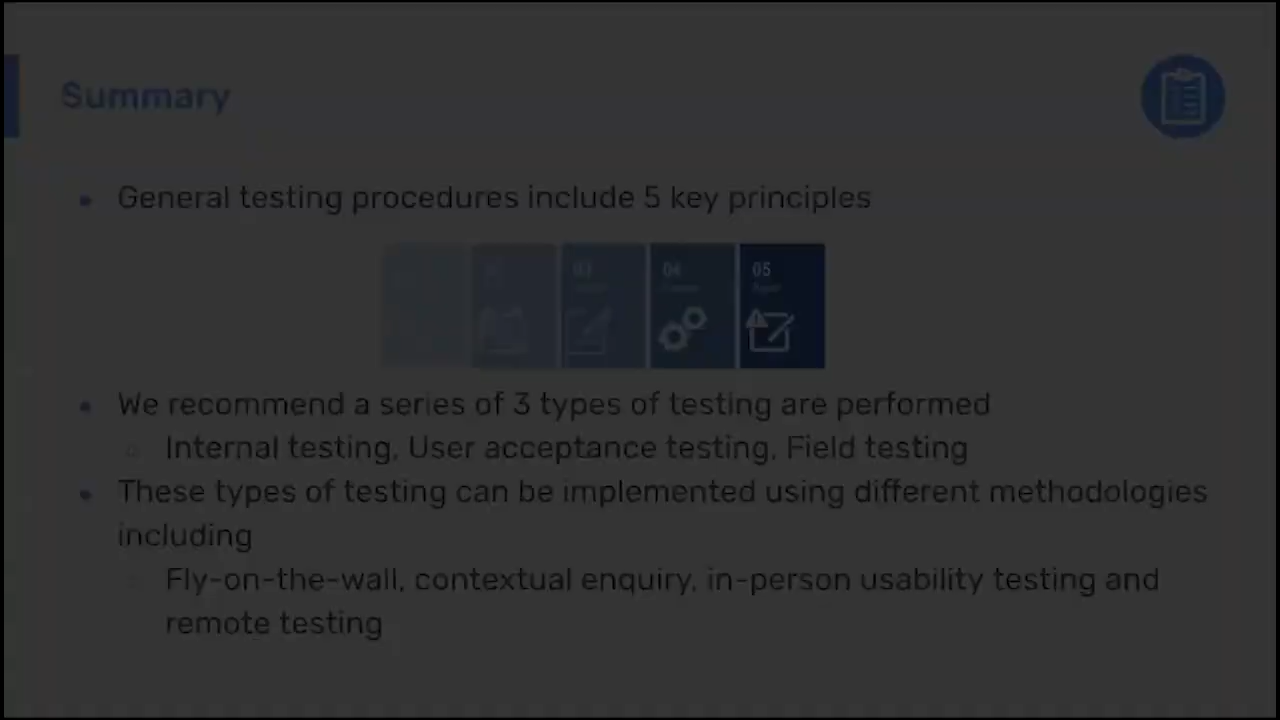 Summary
General testing procedures include 5 key principles
03 04 05
We recommend a series of 3 types of testing are performed
Internal testing, User acceptance testing, Field testing
These types of testing can be implemented using different methodologies
including
Fly-on-the-wall, contextual enquiry, in-person usability testing and
remote testing